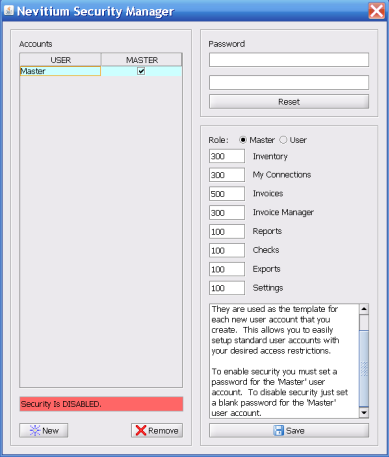 Nevitium Security Manager
Accounts
USER MASTER
Master
Security Is DISABLED.
New Remove
Password
Reset
Role: Master User
300 Inventory
300 My Connections
500 Invoices
300 Invoice Manager
100 Reports
100 Checks
100 Exports
100 Settings
They are used as the template for
each new user account that you
create. This allows you to easily
setup standard user accounts with
your desired access restrictions.
To enable security you must set a
password for the 'Master' user
account. To disable security just set
a blank password for the 'Master'
user account.
Save